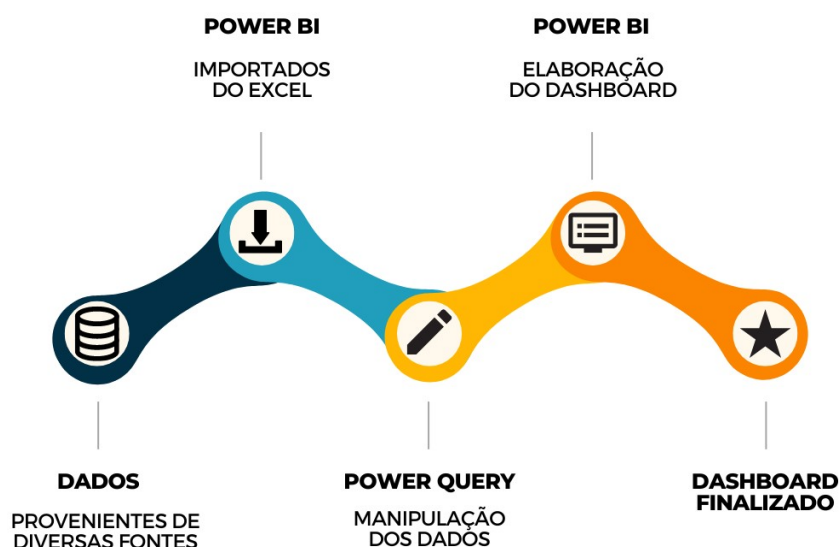 POWER BI
IMPORTADOS
DO EXCEL
POWER BI
ELABORAÇÃO
DO DASHBOARD
DADOS
PROVENIENTES DE
DIVERSAS FONTES
POWER QUERY
MANIPULAÇÃO
DOS DADOS
DASHBOARD
FINALIZADO